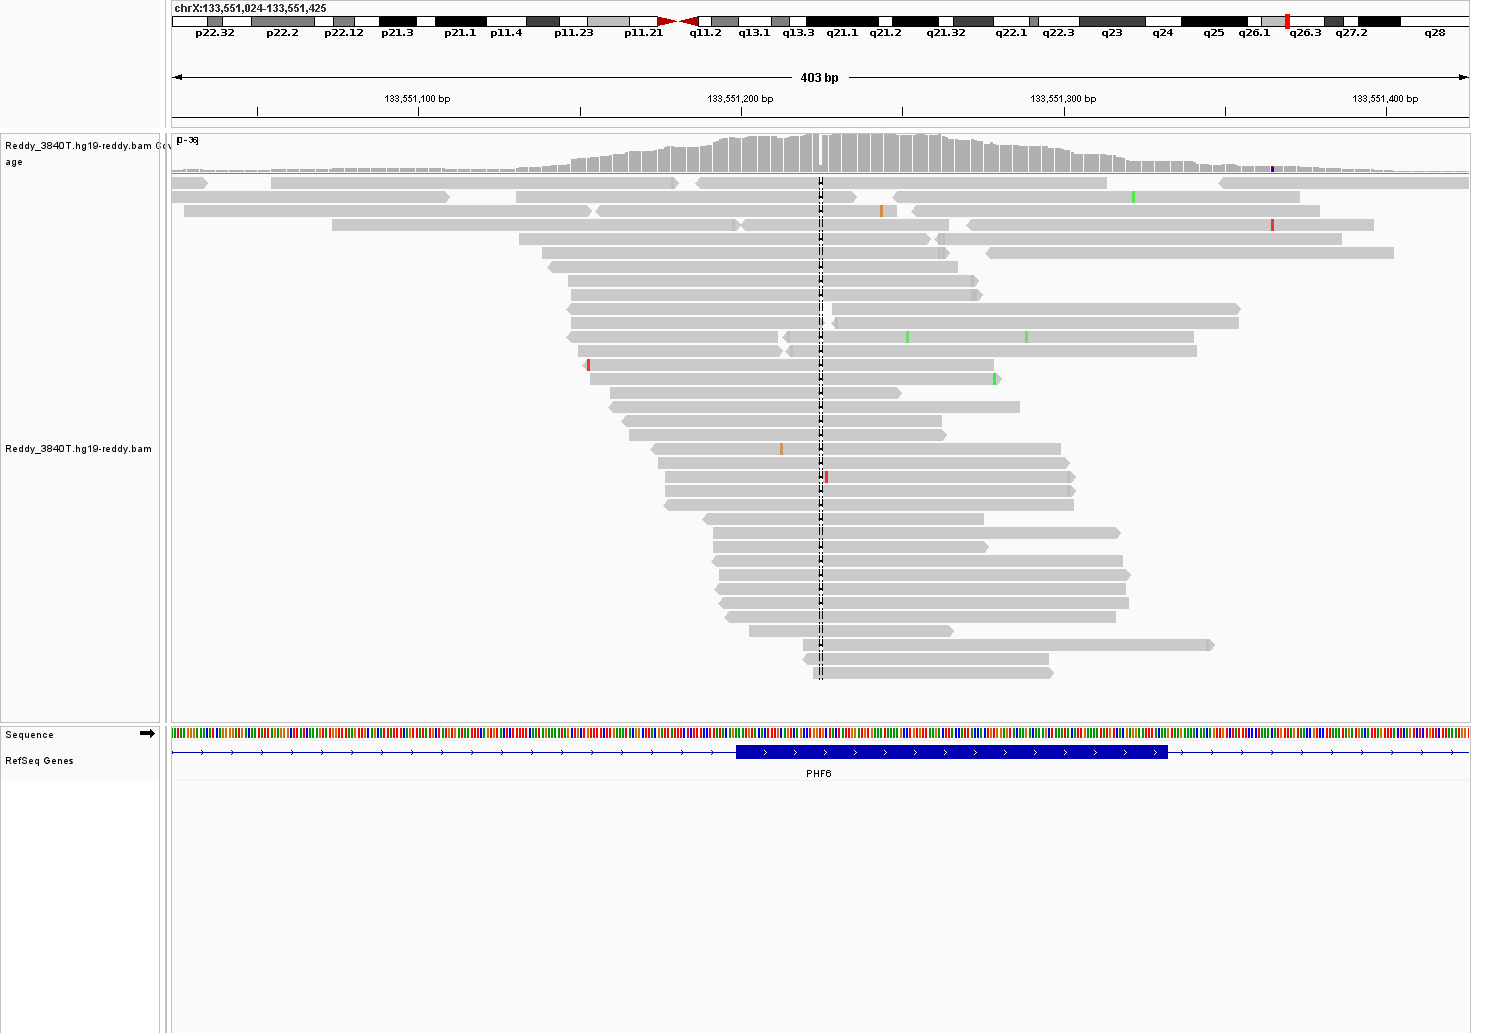 chrX:133,551,024-133,551,425
p22.32 p22.2 p22.12 p21.3 p21.1 p11.4 p11.23 p11.21 q11.2 q13.1 q13.3 q21.1 q21.2 q21.32 q22.1 q22.3 q23 q24 q25 q26.1 q26.3 q27.2 q28
403 bp
133,551,100 bp 133,551,200 bp 133,551,300 bp 133,551,400 bp
[0-36]
Reddy_3840T.hg19-reddy.bam Cov
age
Reddy_3840T.hg19-reddy.bam
Sequence
RefSeq Genes
PHF6